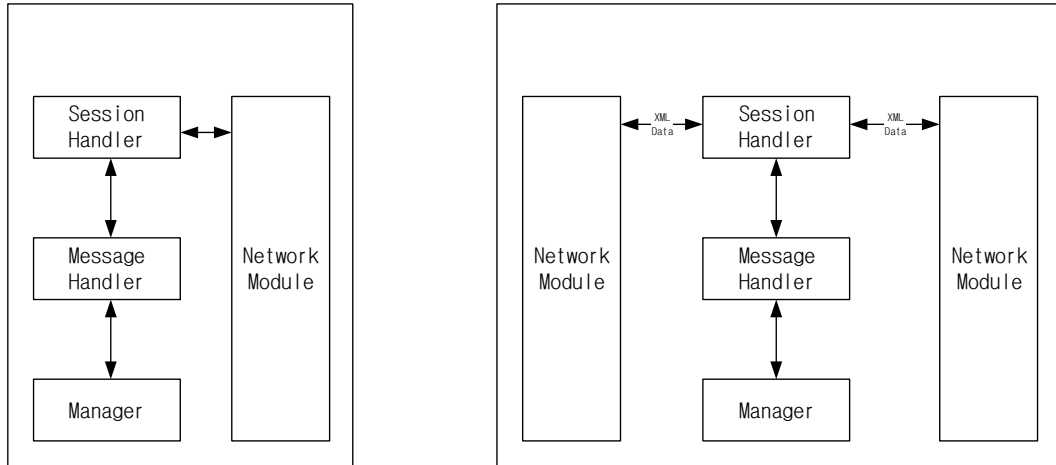 Session
Handler
Message
Handler
Manager
Network
Module
Network
Module
XML
Data
Session
Handler
XML
Data
Message
Handler
Manager
Network
Module